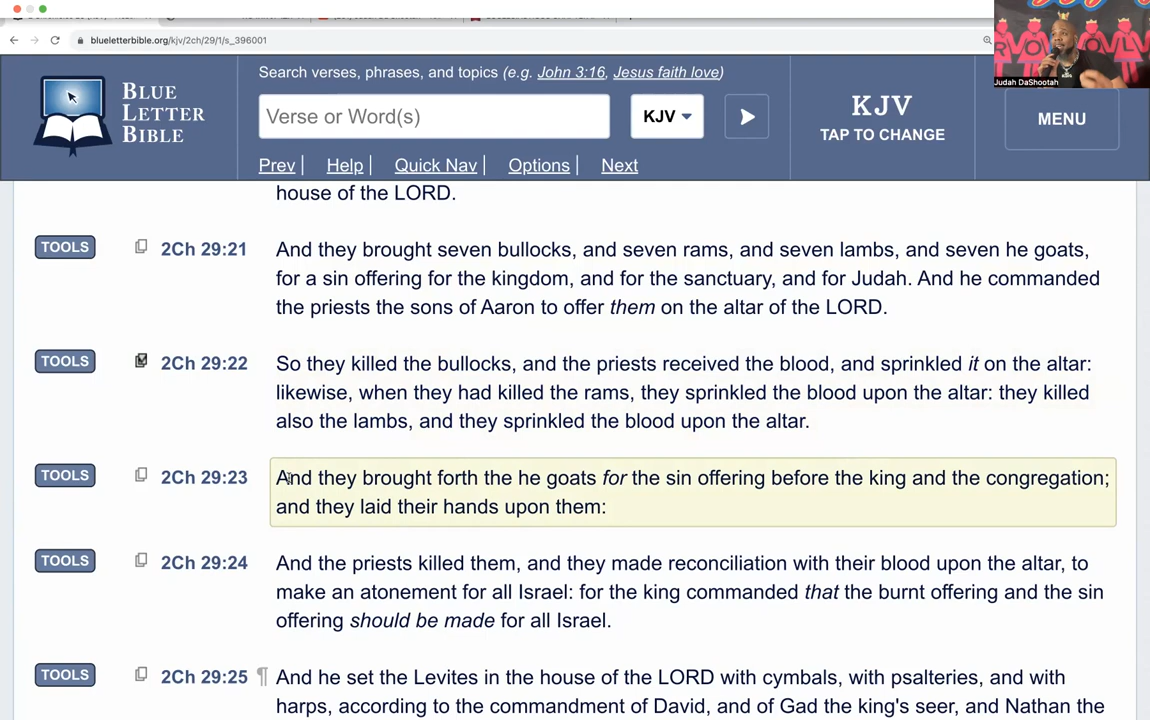 blueletterbible.org/kjv/2ch/29/1/s_396001
Judah DaShootah
BLUE
LETTER
BIBLE
Search verses, phrases, and topics (e.g. John 3:16, Jesus faith love)
Verse or Word(s)
KJV
KJV
TAP TO CHANGE
MENU
Prev | Help | Quick Nav | Options | Next
house of the LORD.
TOOLS 2Ch 29:21 And they brought seven bullocks, and seven rams, and seven lambs, and seven he goats,
for a sin offering for the kingdom, and for the sanctuary, and for Judah. And he commanded
the priests the sons of Aaron to offer them on the altar of the LORD.
TOOLS 2Ch 29:22 So they killed the bullocks, and the priests received the blood, and sprinkled it on the altar:
likewise, when they had killed the rams, they sprinkled the blood upon the altar: they killed
also the lambs, and they sprinkled the blood upon the altar.
TOOLS 2Ch 29:23 And they brought forth the he goats for the sin offering before the king and the congregation;
and they laid their hands upon them:
TOOLS 2Ch 29:24 And the priests killed them, and they made reconciliation with their blood upon the altar, to
make an atonement for all Israel: for the king commanded that the burnt offering and the sin
offering should be made for all Israel.
TOOLS 2Ch 29:25 ¶ And he set the Levites in the house of the LORD with cymbals, with psalteries, and with
harps, according to the commandment of David, and of Gad the king's seer, and Nathan the